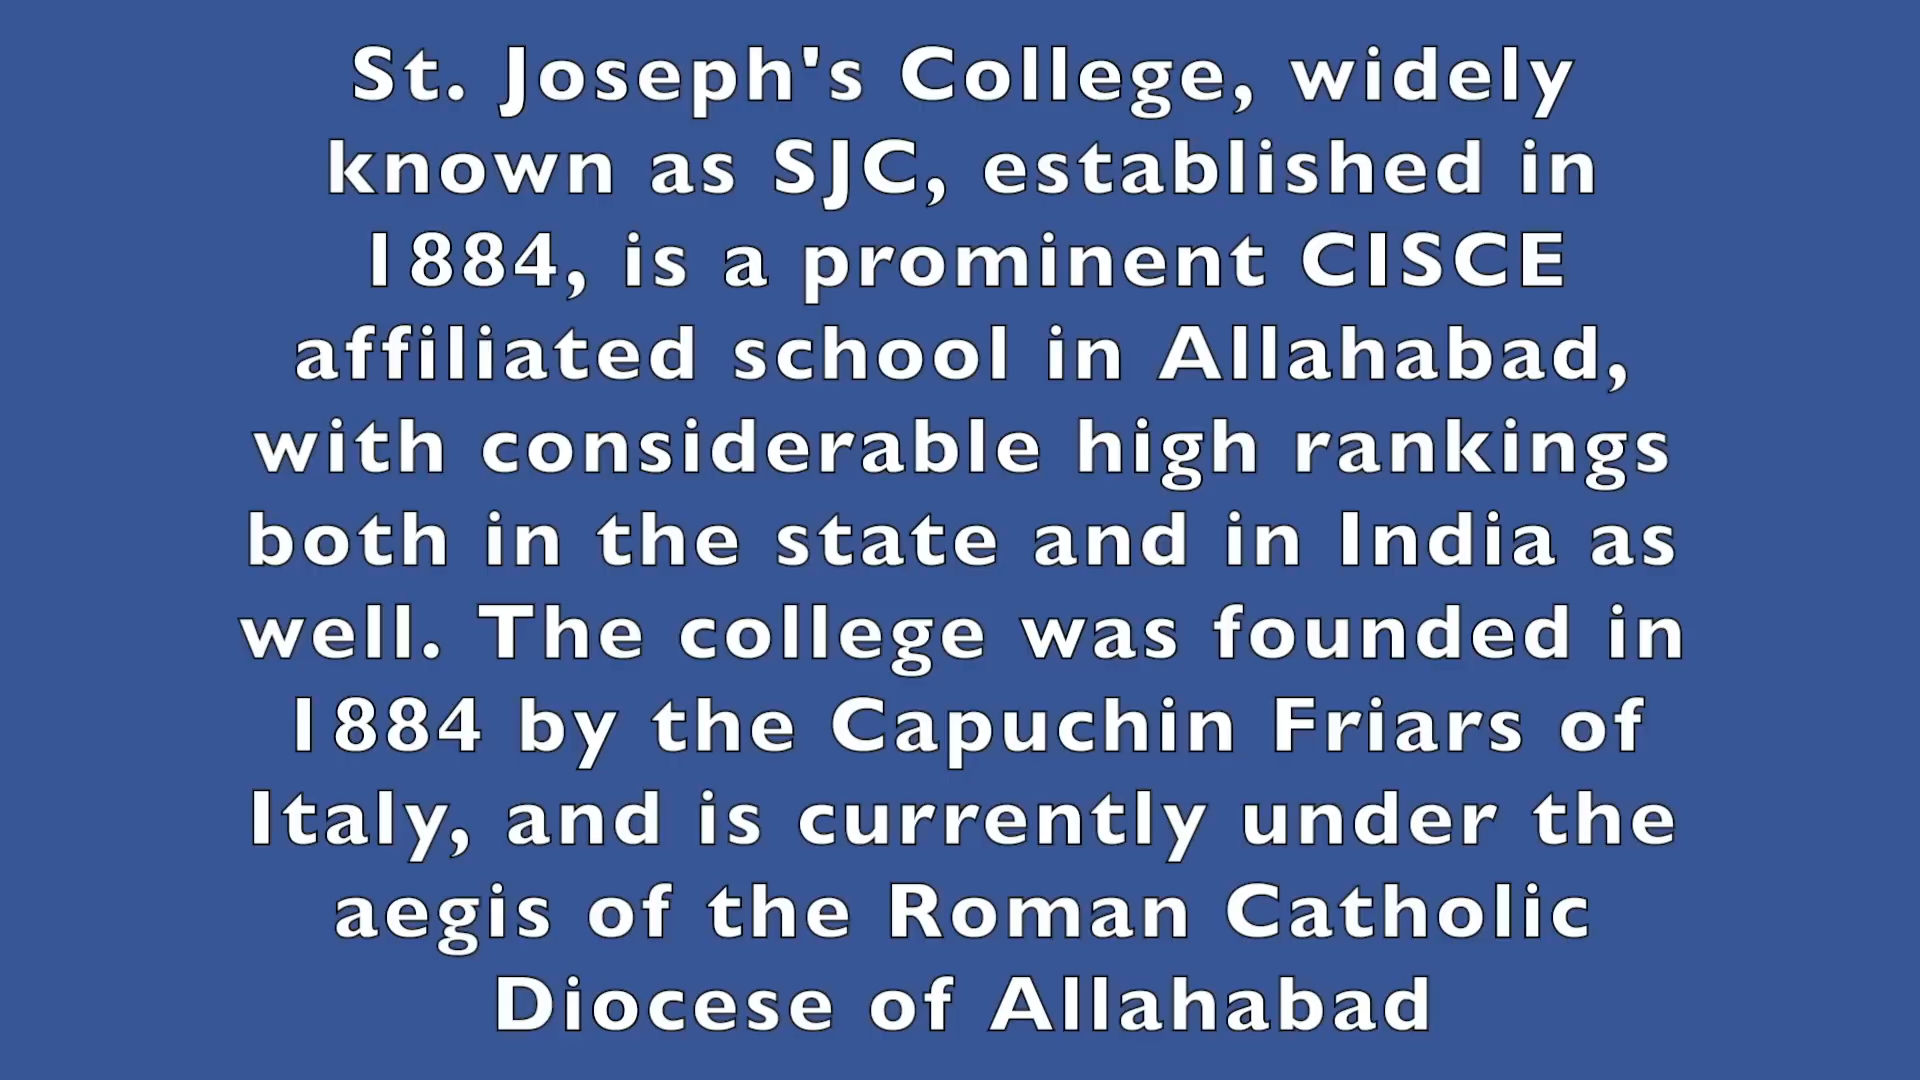 St. Joseph's College, widely
known as SJC, established in
1884, is a prominent CISCE
affiliated school in Allahabad,
with considerable high rankings
both in the state and in India as
well. The college was founded in
1884 by the Capuchin Friars of
Italy, and is currently under the
aegis of the Roman Catholic
Diocese of Allahabad